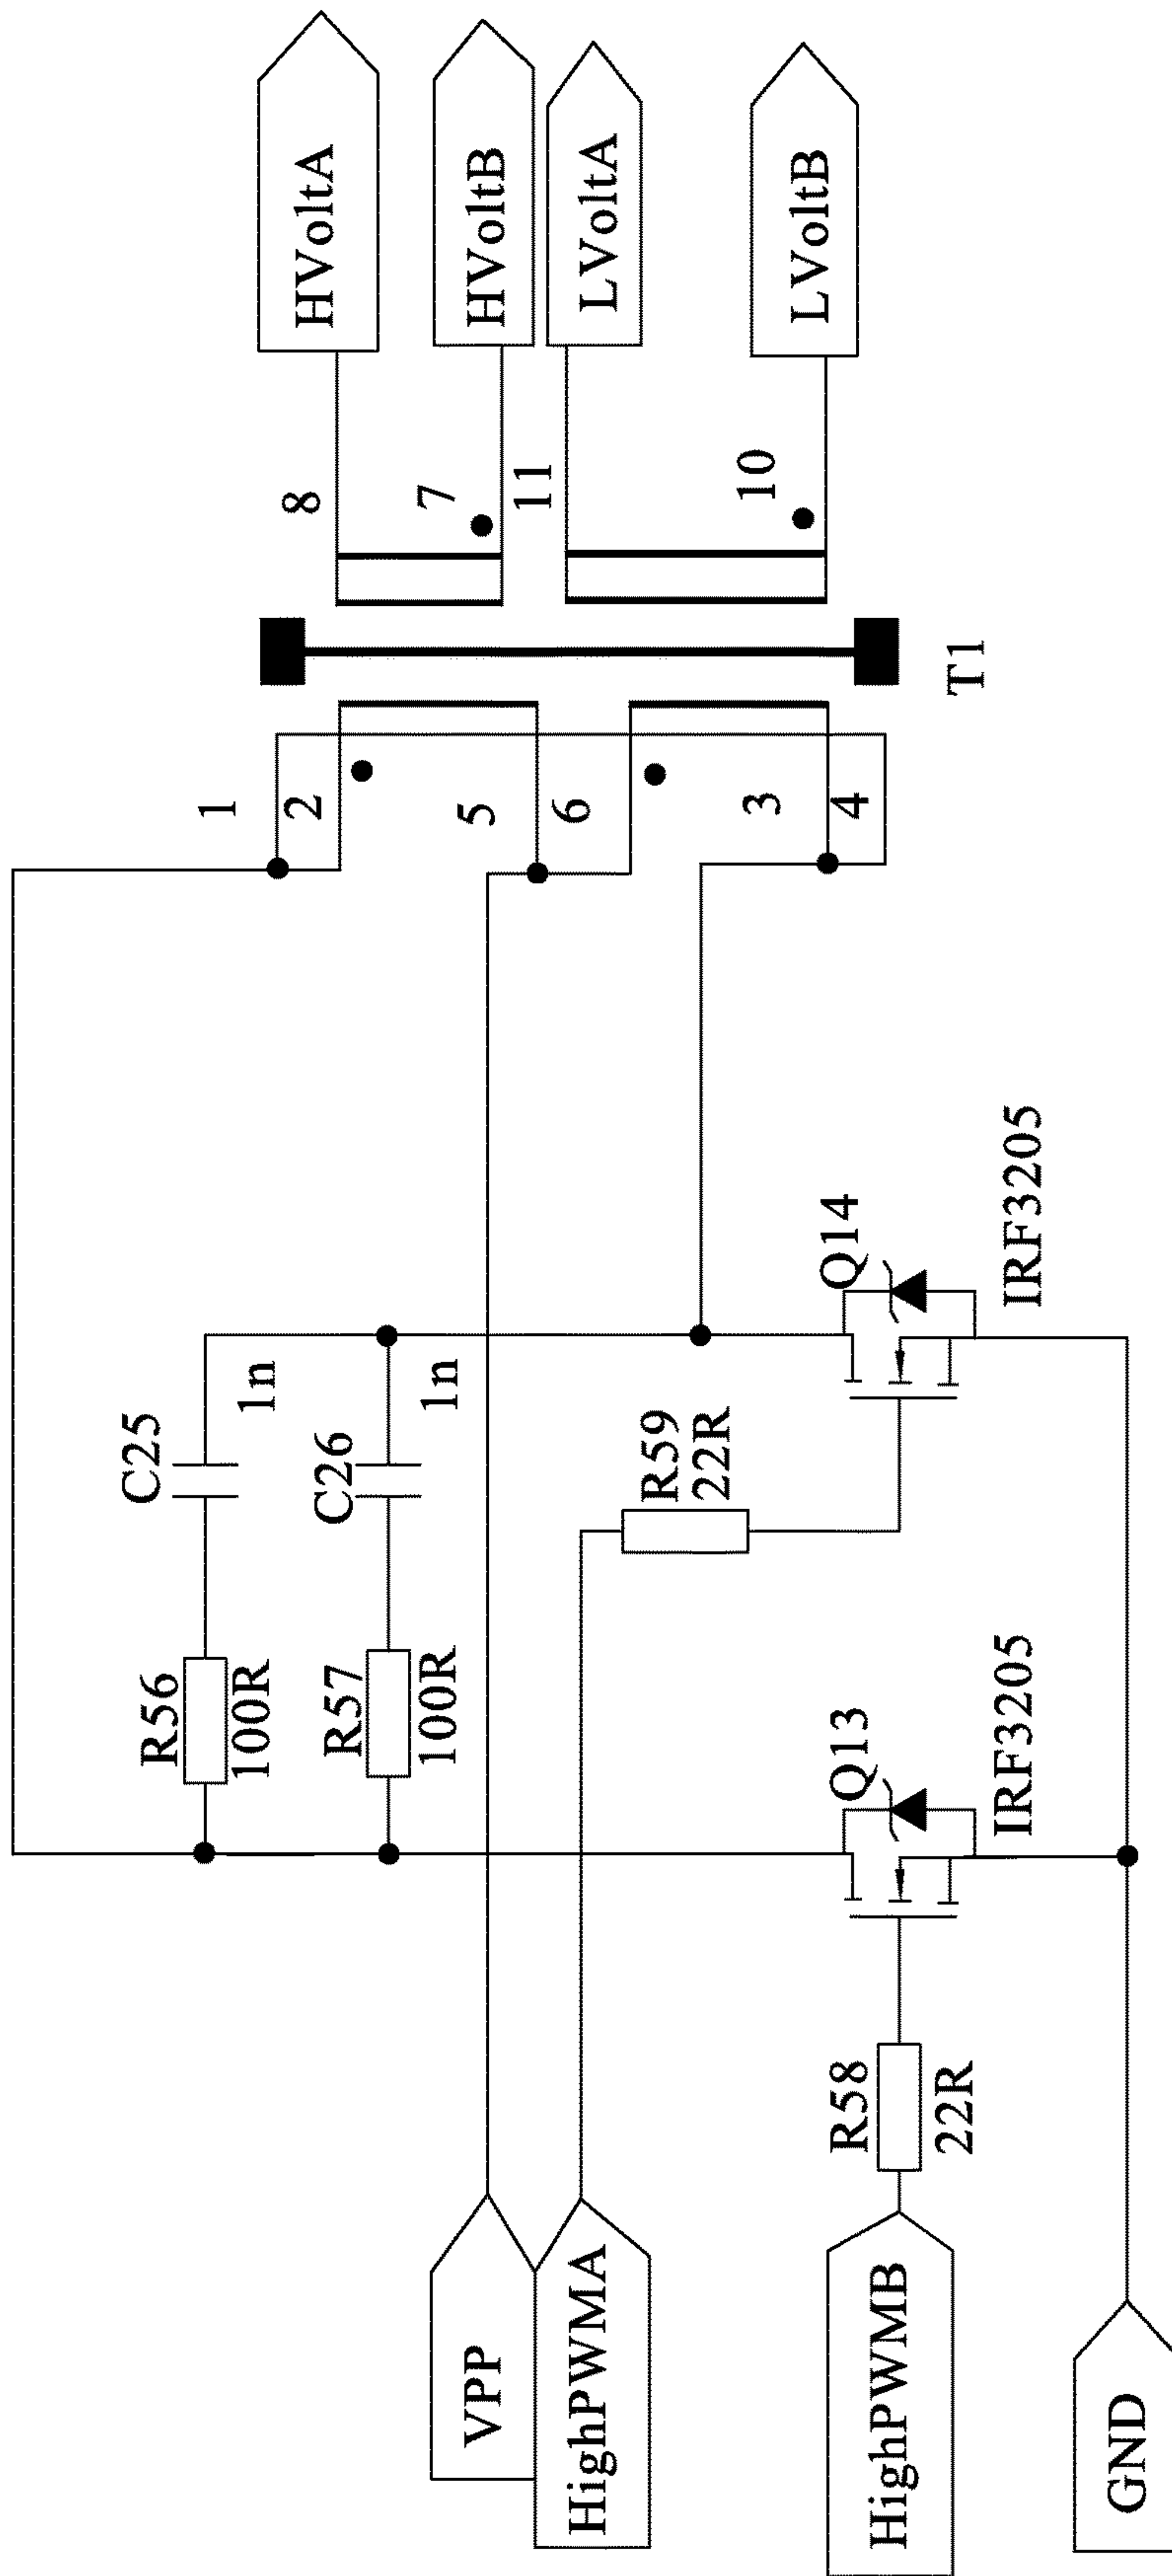 VPP
HighPWMA
HighPWMB
GND
R56
100R
C25
1n
R57
100R
C26
1n
R58
22R
R59
22R
Q13
IRF3205
Q14
IRF3205
1
2
5
6
3
4
T1
8
7
11
10
HVoltA
HVoltB
LVoltA
LVoltB